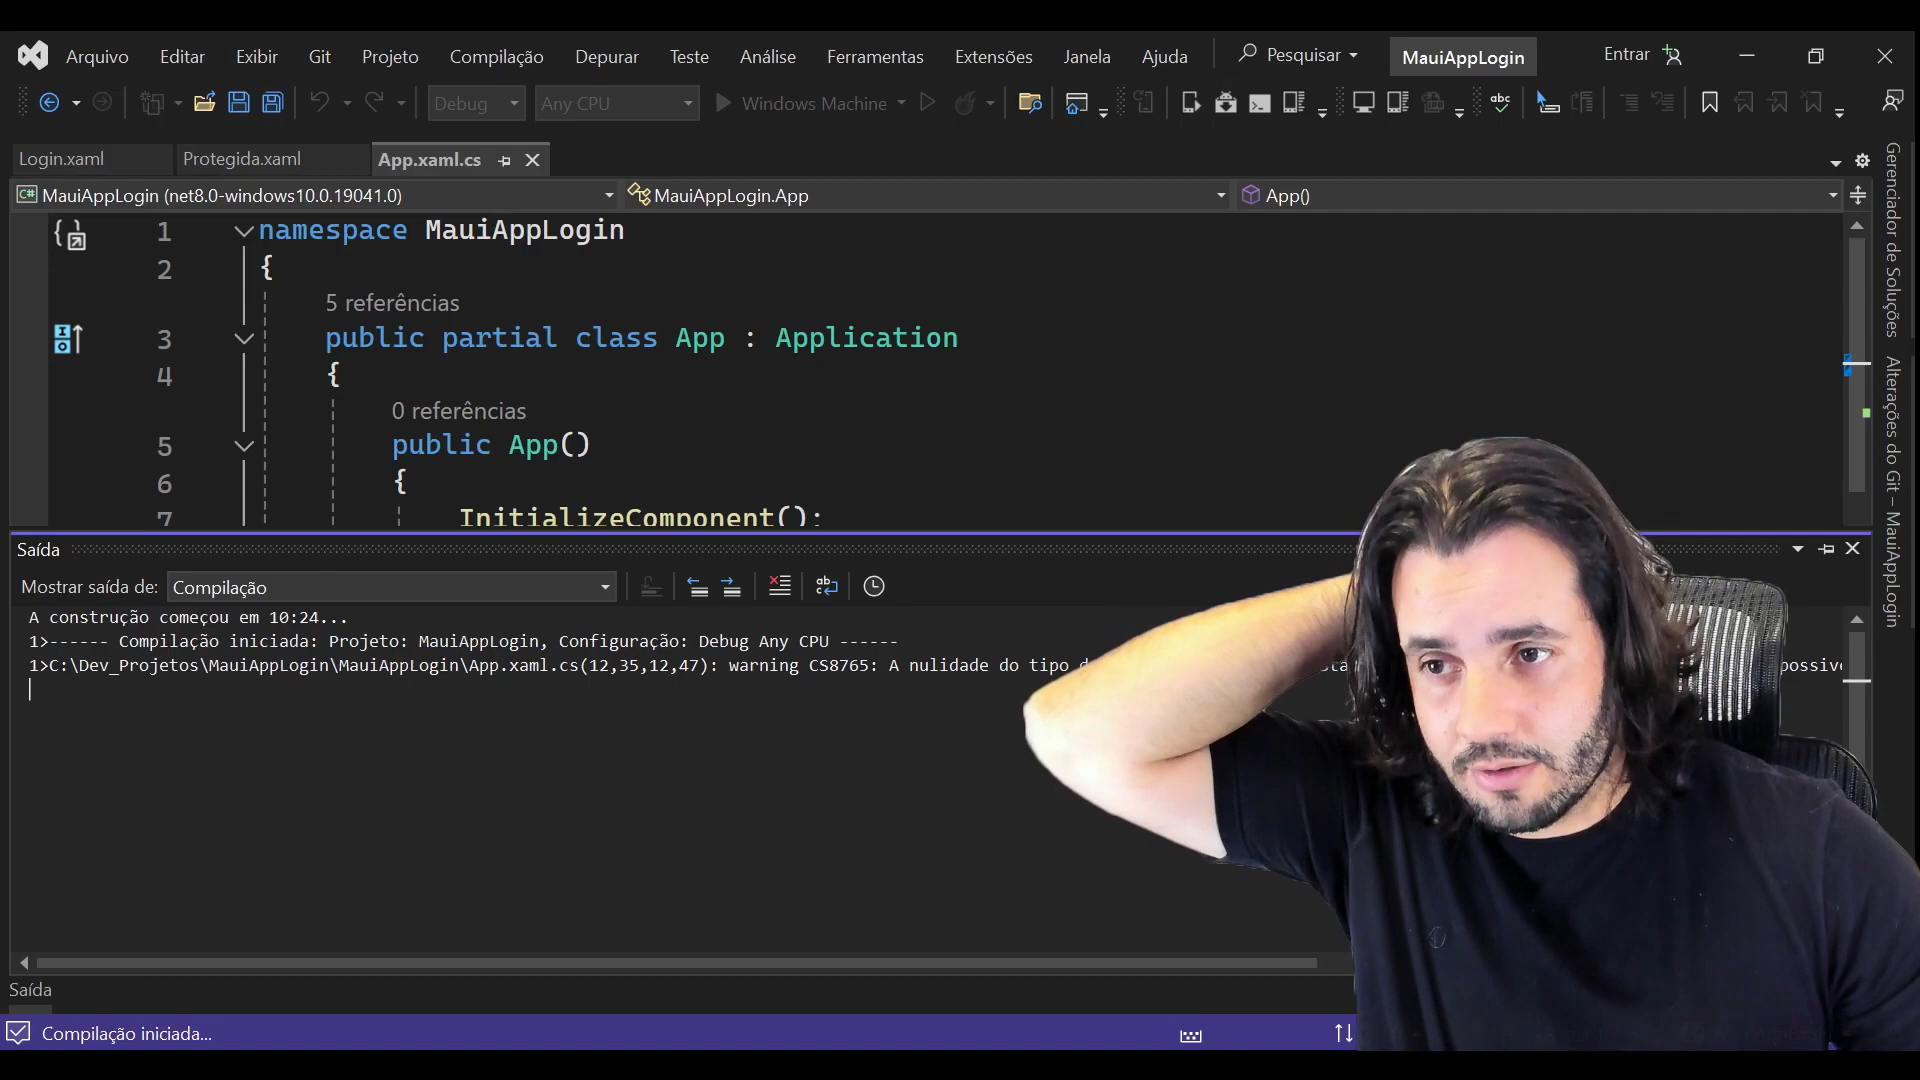 Arquivo Editar Exibir Git Projeto Compilação Depurar Teste Análise Ferramentas Extensões Janela Ajuda Pesquisar MauiAppLogin Entrar
Debug Any CPU Windows Machine
Login.xaml Protegida.xaml App.xaml.cs
MauiAppLogin (net8.0-windows10.0.19041.0) MauiAppLogin.App App()
1 namespace MauiAppLogin
2 {
5 referências
3 public partial class App : Application
4 {
0 referências
5 public App()
6 {
7 InitializeComponent();
Gerenciador de Soluções
Alterações do Git – MauiAppLogin
Saída
Mostrar saída de: Compilação
A construção começou em 10:24...
1>------ Compilação iniciada: Projeto: MauiAppLogin, Configuração: Debug Any CPU ------
1>C:\Dev_Projetos\MauiAppLogin\MauiAppLogin\App.xaml.cs(12,35,12,47): warning CS8765: A nulidade do tipo
Saída
Compilação iniciada...